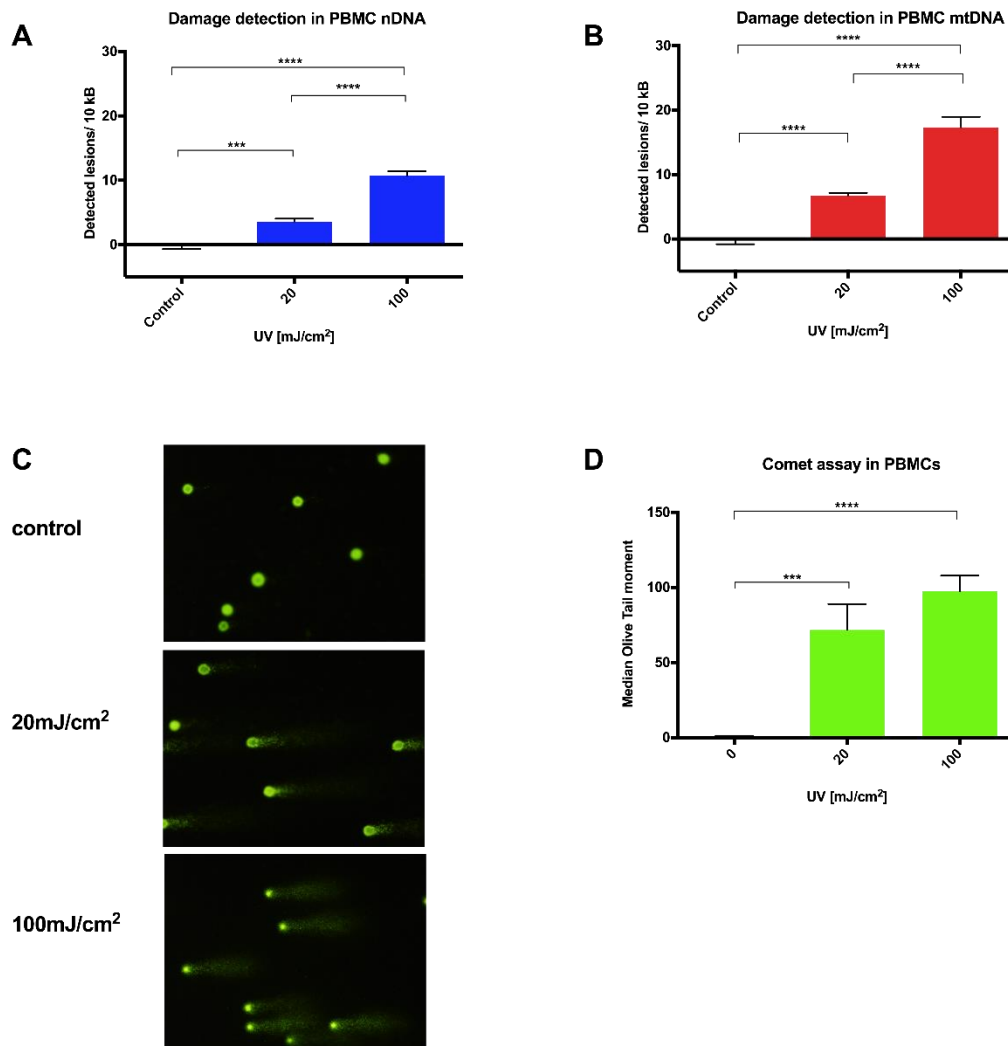 A
Damage detection in PBMC nDNA
Detected lesions/ 10 kB
30
20
10
0
****
****
***
Control
20
100
UV [mJ/cm²]
B
Damage detection in PBMC mtDNA
Detected lesions/ 10 kB
30
20
10
0
****
****
****
Control
20
100
UV [mJ/cm²]
C
control
20mJ/cm²
100mJ/cm²
D
Comet assay in PBMCs
Median Olive Tail moment
150
100
50
0
****
***
0
20
100
UV [mJ/cm²]